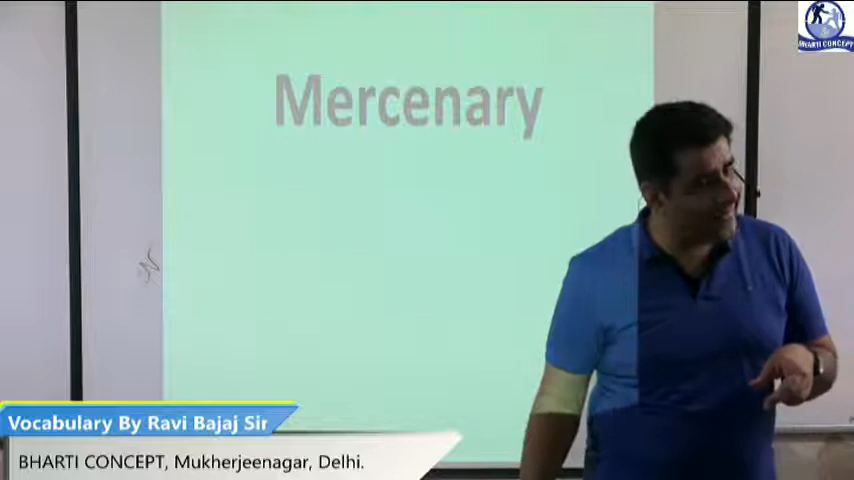 BHARTI CONCEPT
Mercenary
Vocabulary By Ravi Bajaj Sir
BHARTI CONCEPT, Mukherjeenagar, Delhi.